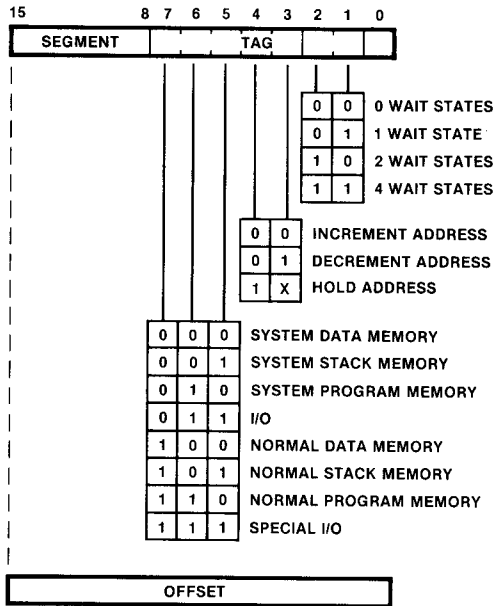 15 8 7 6 5 4 3 2 1 0
SEGMENT TAG
0 0 0 WAIT STATES
0 1 1 WAIT STATE
1 0 2 WAIT STATES
1 1 4 WAIT STATES
0 0 INCREMENT ADDRESS
0 1 DECREMENT ADDRESS
1 X HOLD ADDRESS
0 0 0 SYSTEM DATA MEMORY
0 0 1 SYSTEM STACK MEMORY
0 1 0 SYSTEM PROGRAM MEMORY
0 1 1 I/O
1 0 0 NORMAL DATA MEMORY
1 0 1 NORMAL STACK MEMORY
1 1 0 NORMAL PROGRAM MEMORY
1 1 1 SPECIAL I/O
OFFSET